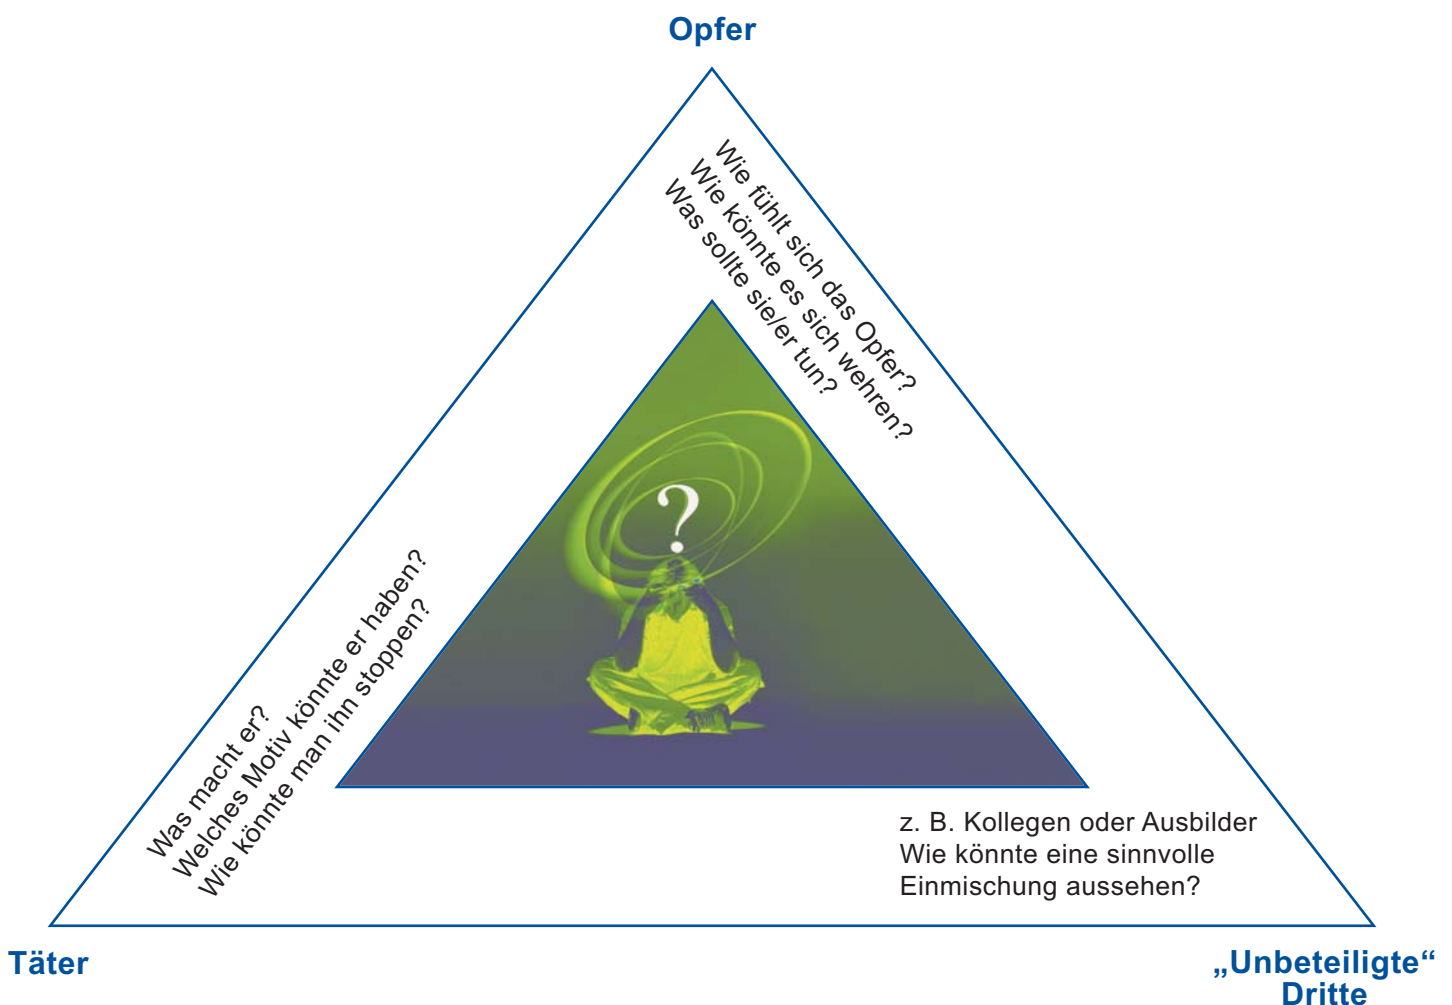 Opfer
Wie fühlt sich das Opfer?
Wie könnte es sich wehren?
Was sollte sie/er tun?
?
Was macht er?
Welches Motiv könnte er haben?
Wie könnte man ihn stoppen?
z. B. Kollegen oder Ausbilder
Wie könnte eine sinnvolle
Einmischung aussehen?
Täter
„Unbeteiligte“
Dritte